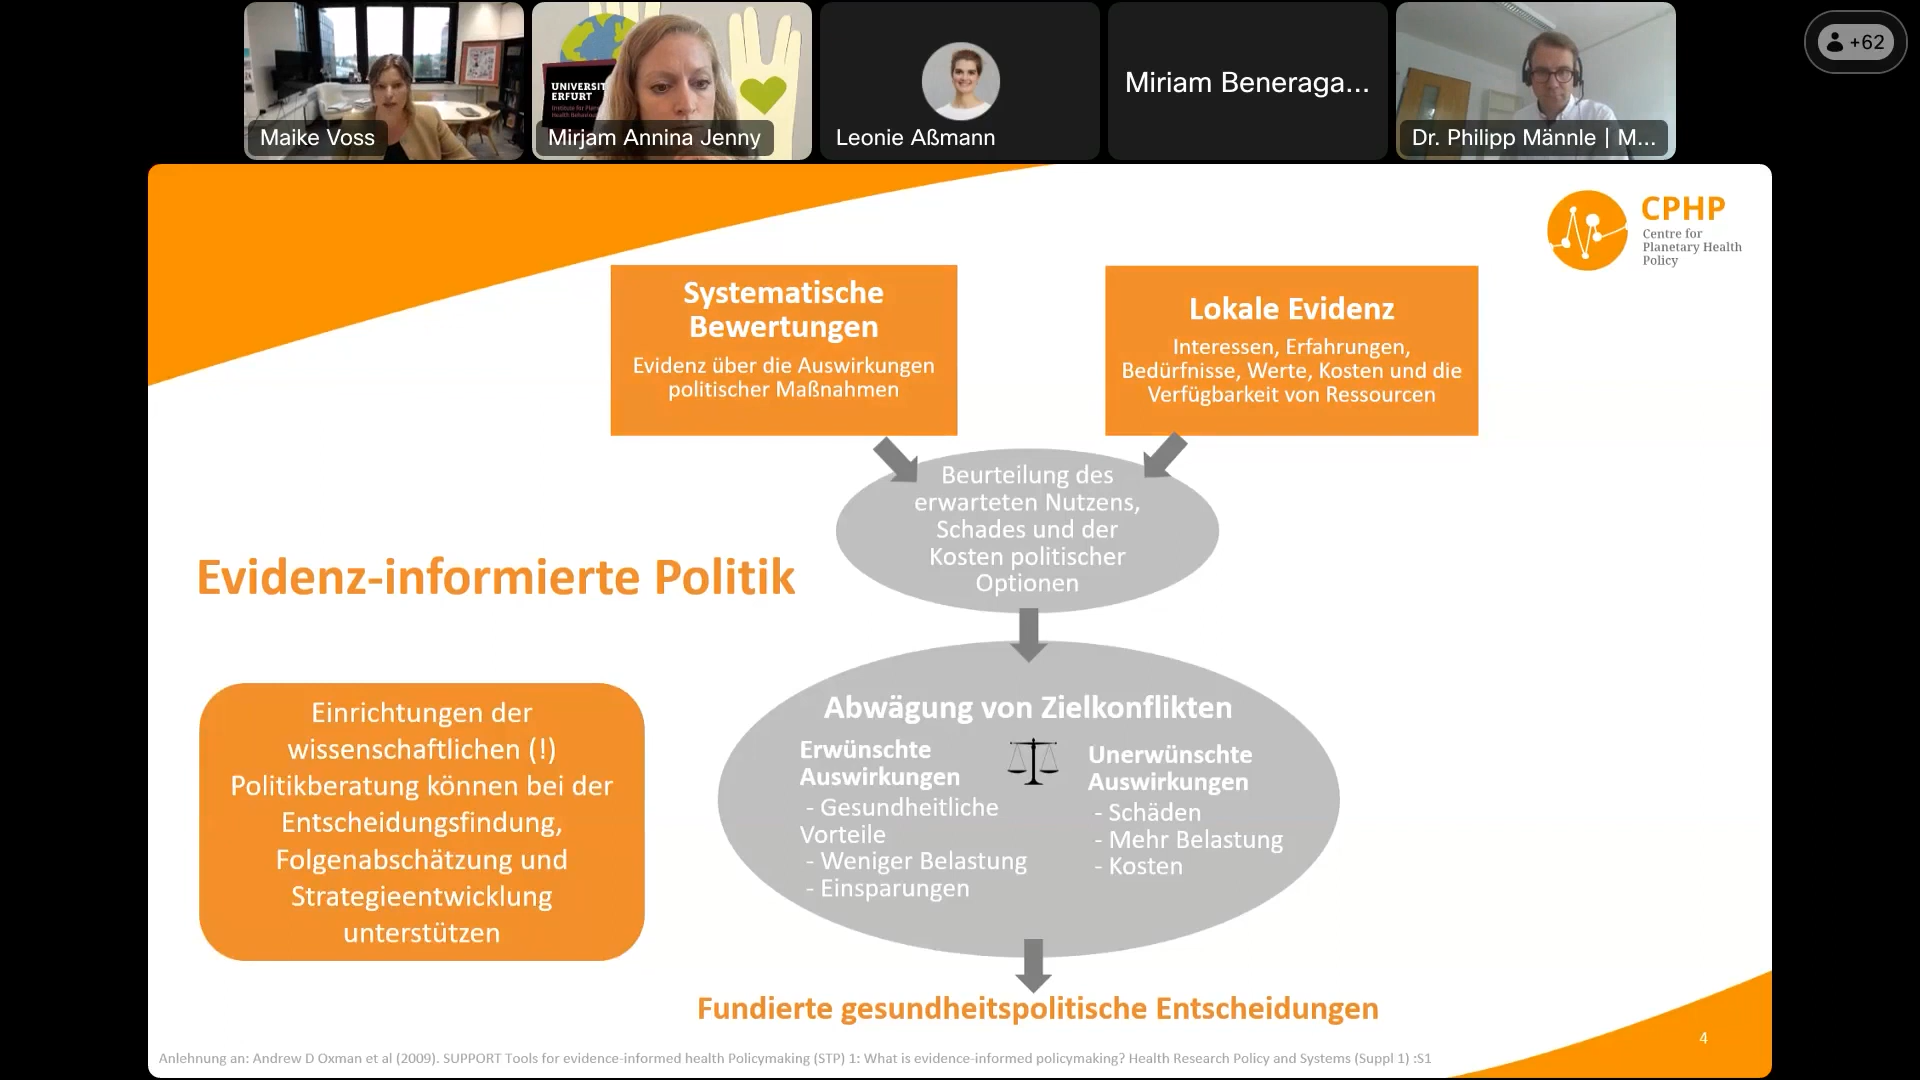 UNIVERSIT
ERFURT
Maike Voss
Mirjam Annina Jenny
Leonie Aßmann
Miriam Beneraga...
Dr. Philipp Männle | M...
+62
CPHP
Centre for
Planetary Health
Policy
Systematische
Bewertungen
Evidenz über die Auswirkungen
politischer Maßnahmen
Lokale Evidenz
Interessen, Erfahrungen,
Bedürfnisse, Werte, Kosten und die
Verfügbarkeit von Ressourcen
Beurteilung des
erwarteten Nutzens,
Schades und der
Kosten politischer
Optionen
Evidenz-informierte Politik
Einrichtungen der
wissenschaftlichen (!)
Politikberatung können bei der
Entscheidungsfindung,
Folgenabschätzung und
Strategieentwicklung
unterstützen
Abwägung von Zielkonflikten
Erwünschte
Auswirkungen
- Gesundheitliche
Vorteile
- Weniger Belastung
- Einsparungen
Unerwünschte
Auswirkungen
- Schäden
- Mehr Belastung
- Kosten
Fundierte gesundheitspolitische Entscheidungen
4
Anlehnung an: Andrew D Oxman et al (2009). SUPPORT Tools for evidence-informed health Policymaking (STP) 1: What is evidence-informed policymaking? Health Research Policy and Systems (Suppl 1) :S1